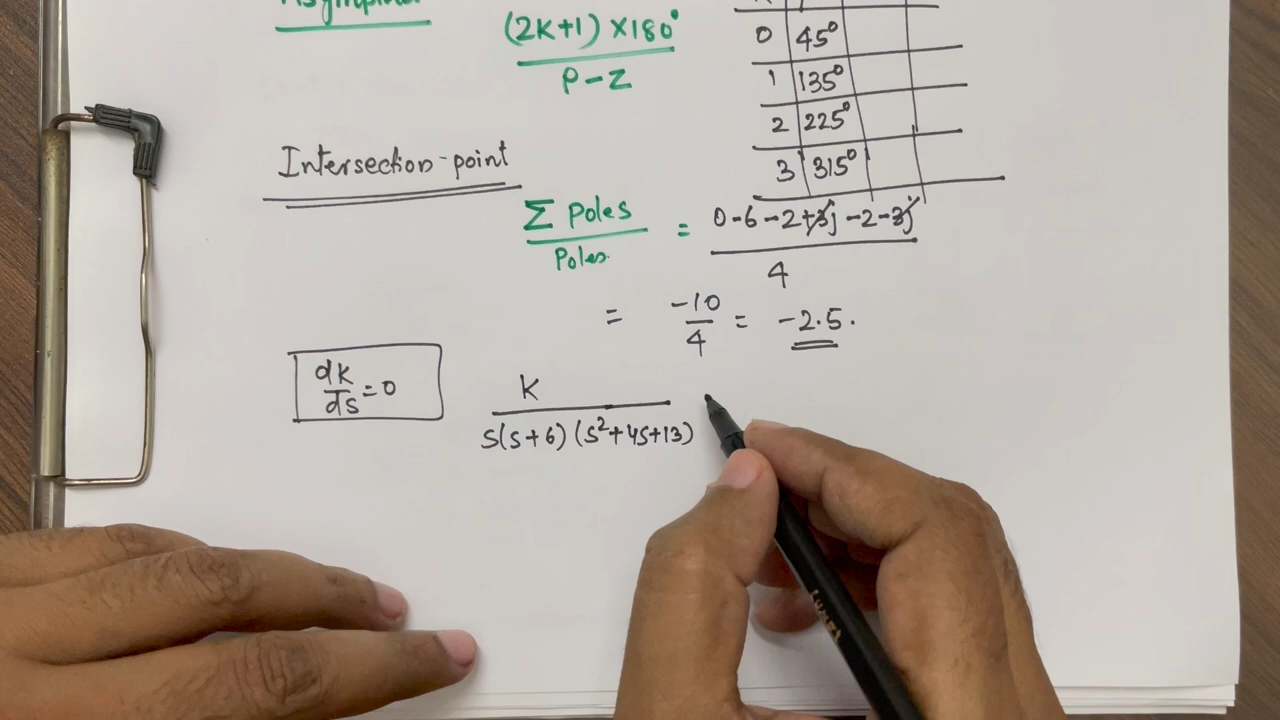 (2K+1) ×180°
P-Z
0 45°
1 135°
2 225°
3 315°
Intersection-point
Σ Poles = 0-6-2+3j-2-3j
Poles. 4
= -10/4 = -2.5.
dk/ds=0
K
s(s+6)(s²+4s+13)